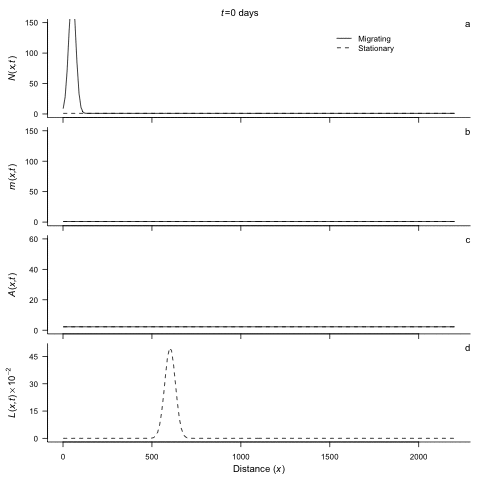 t=0 days
a
150
100
50
0
N(x,t)
Migrating
Stationary
b
150
100
50
0
m(x,t)
c
60
40
20
0
A(x,t)
d
45
30
15
0
L(x,t)×10⁻²
0 500 1000 1500 2000
Distance (x)